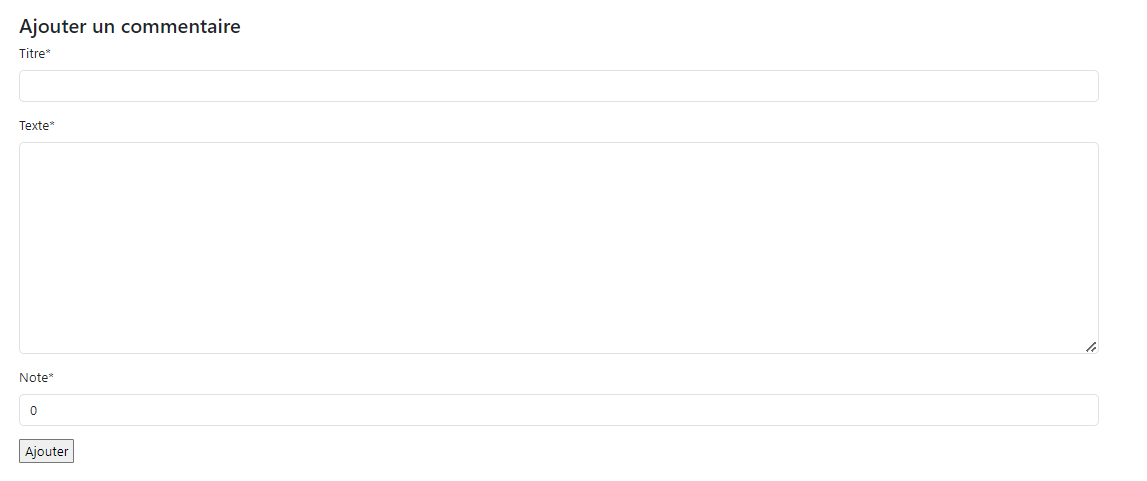 Ajouter un commentaire
Titre*
Texte*
Note*
0
Ajouter